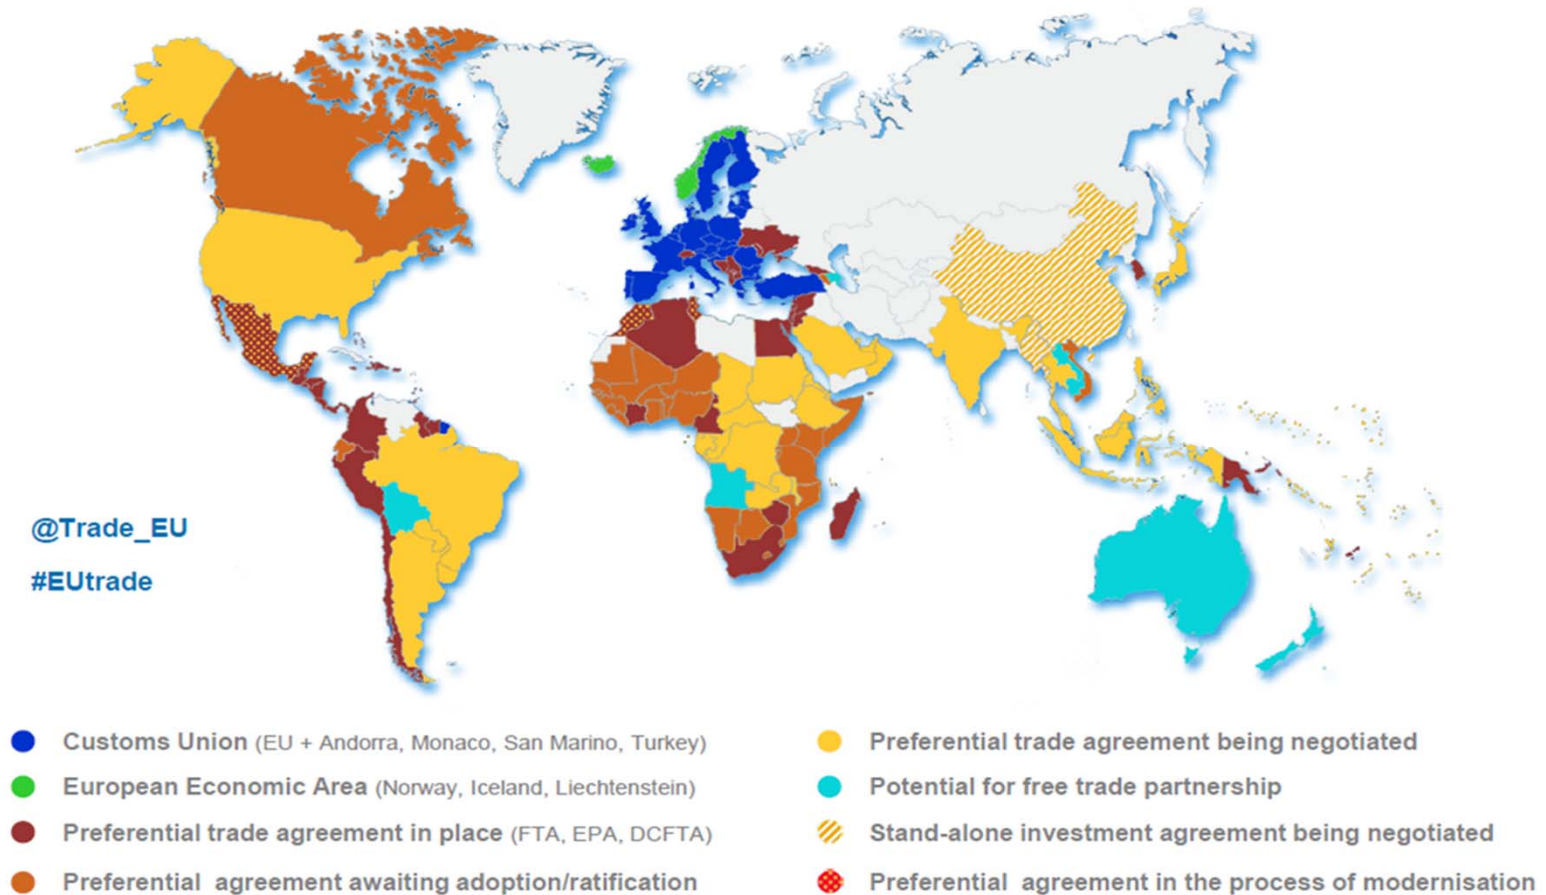 @Trade_EU
#EUtrade
Customs Union (EU + Andorra, Monaco, San Marino, Turkey)
European Economic Area (Norway, Iceland, Liechtenstein)
Preferential trade agreement in place (FTA, EPA, DCFTA)
Preferential agreement awaiting adoption/ratification
Preferential trade agreement being negotiated
Potential for free trade partnership
Stand-alone investment agreement being negotiated
Preferential agreement in the process of modernisation